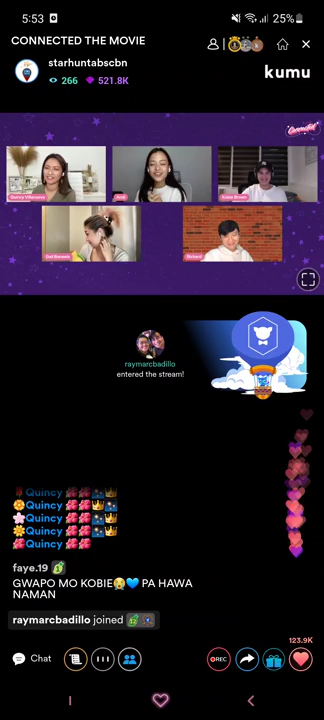 5:53
25%
CONNECTED THE MOVIE
starhuntabscbn
266
521.8K
kumu
Connected
Quincy Villanueva
Kobie Brown
Gail Banawis
Richard
raymarcbadillo
entered the stream!
Quincy
Quincy
Quincy
Quincy
Quincy
faye.19
GWAPO MO KOBIE😭💙 PA HAWA
NAMAN
raymarcbadillo joined
123.9K
Chat
REC